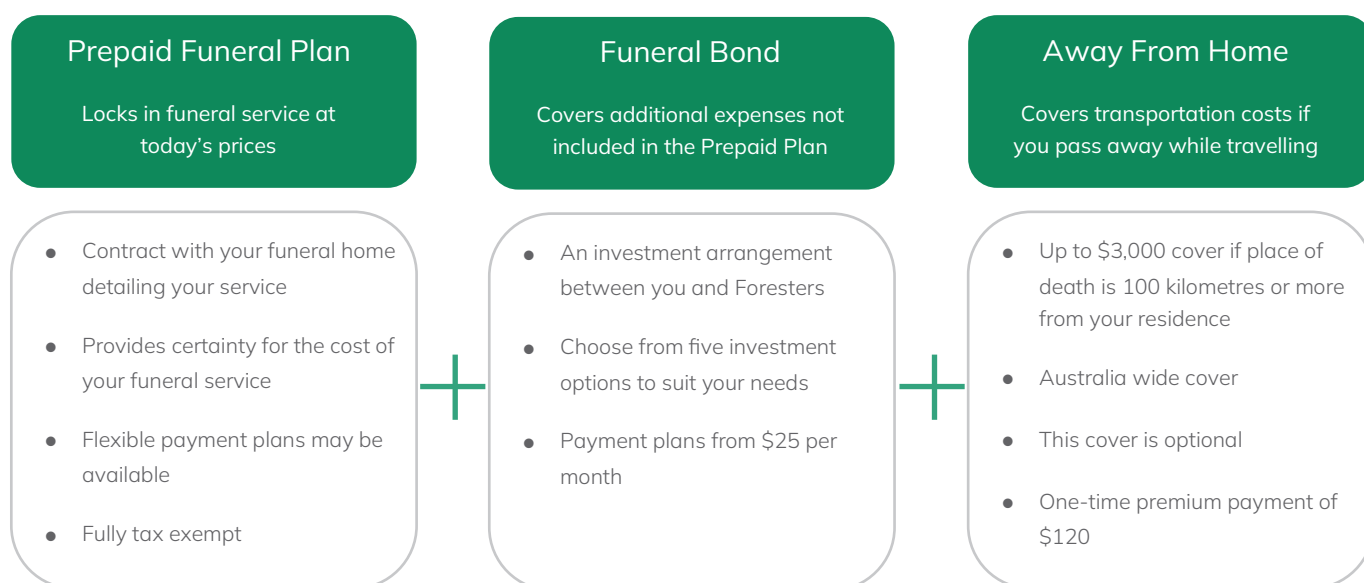 Prepaid Funeral Plan
Locks in funeral service at
today's prices
● Contract with your funeral home
detailing your service
● Provides certainty for the cost of
your funeral service
● Flexible payment plans may be
available
● Fully tax exempt
Funeral Bond
Covers additional expenses not
included in the Prepaid Plan
● An investment arrangement
between you and Foresters
● Choose from five investment
options to suit your needs
● Payment plans from $25 per
month
Away From Home
Covers transportation costs if
you pass away while travelling
● Up to $3,000 cover if place of
death is 100 kilometres or more
from your residence
● Australia wide cover
● This cover is optional
● One-time premium payment of
$120